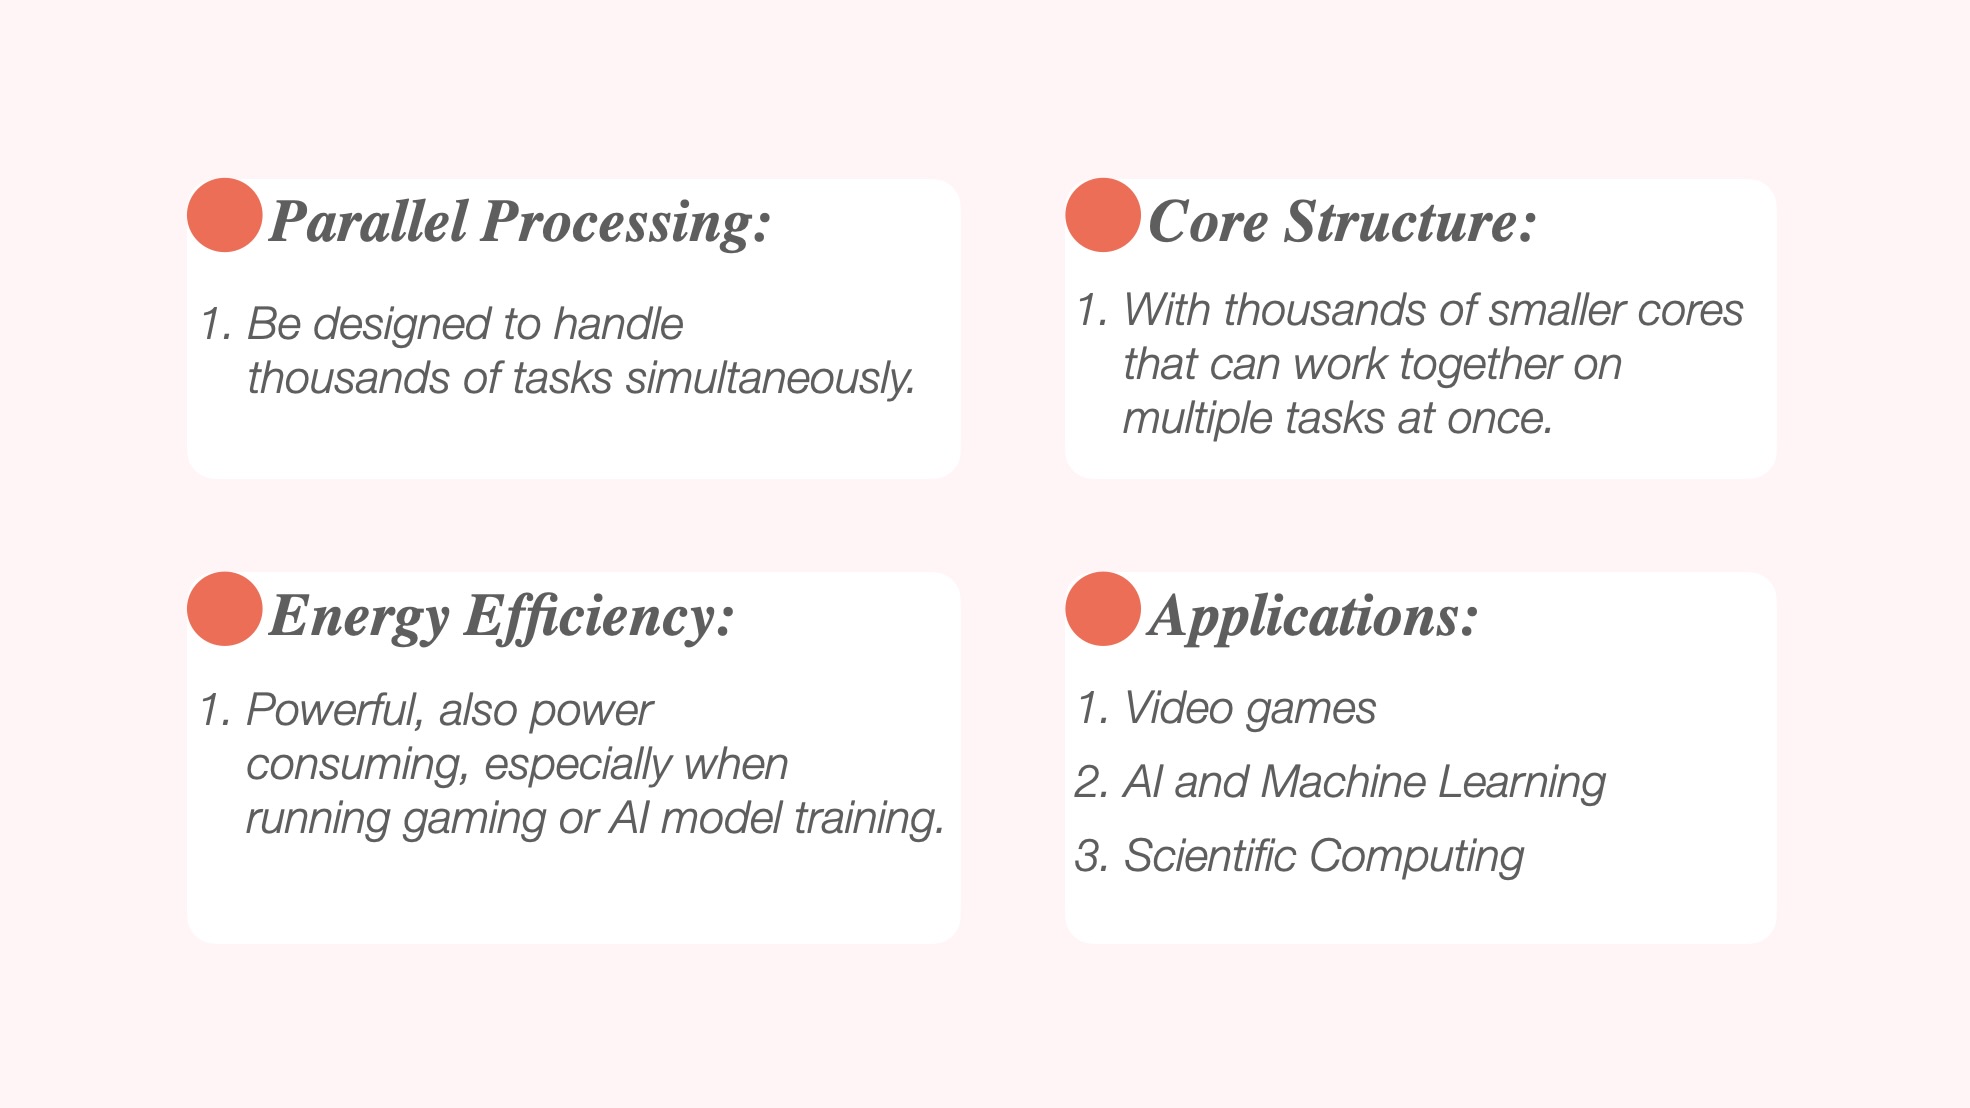 Parallel Processing:
1. Be designed to handle
thousands of tasks simultaneously.
Core Structure:
1. With thousands of smaller cores
that can work together on
multiple tasks at once.
Energy Efficiency:
1. Powerful, also power
consuming, especially when
running gaming or AI model training.
Applications:
1. Video games
2. AI and Machine Learning
3. Scientific Computing